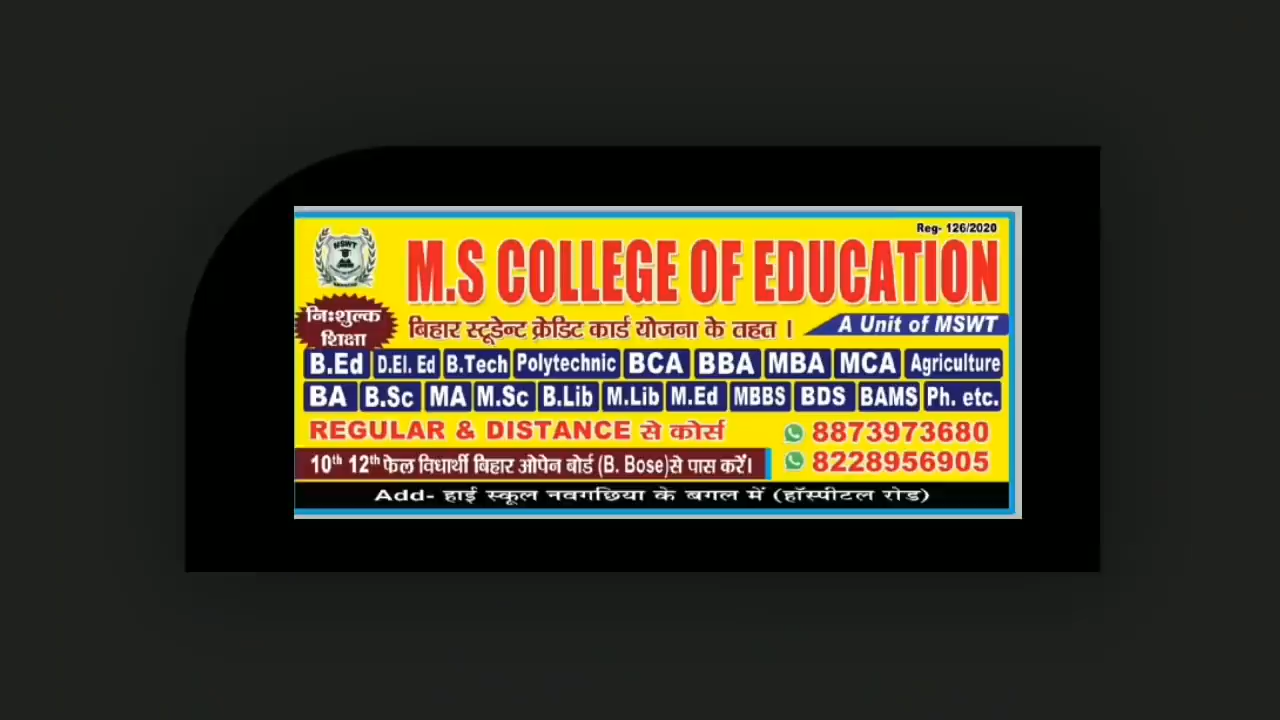 Reg- 126/2020
MSWT
M.S COLLEGE OF EDUCATION
निःशुल्क
शिक्षा
बिहार स्टूडेन्ट क्रेडिट कार्ड योजना के तहत ।
A Unit of MSWT
B.Ed D.El. Ed B.Tech Polytechnic BCA BBA MBA MCA Agriculture
BA B.Sc MA M.Sc B.Lib M.Lib M.Ed MBBS BDS BAMS Ph. etc.
REGULAR & DISTANCE से कोर्स
8873973680
10th 12th फेल विधार्थी बिहार ओपेन बोर्ड (B. Bose)से पास करें।
8228956905
Add- हाई स्कूल नवगछिया के बगल में (हॉस्पीटल रोड)